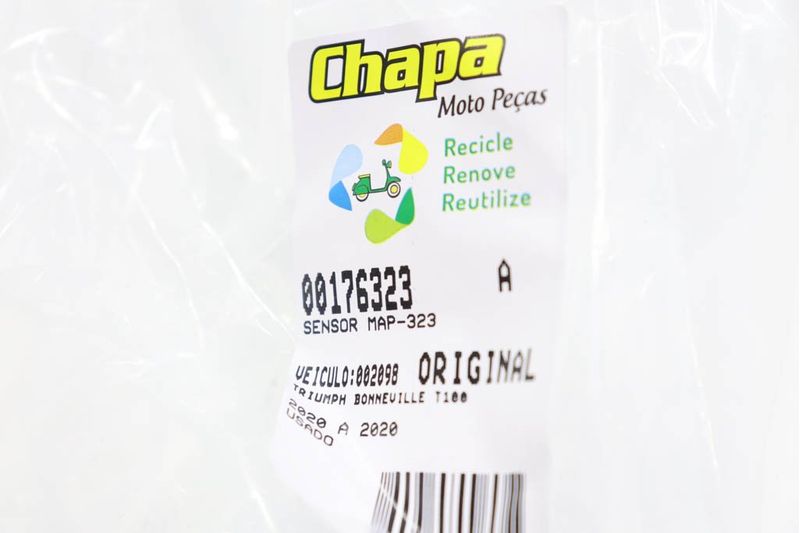 Chapa
Moto Peças
Recicle
Renove
Reutilize
00176323 A
SENSOR MAP-323
VEICULO:002098 ORIGINAL
TRIUMPH BONNEVILLE T100
2020 A 2020
USADO